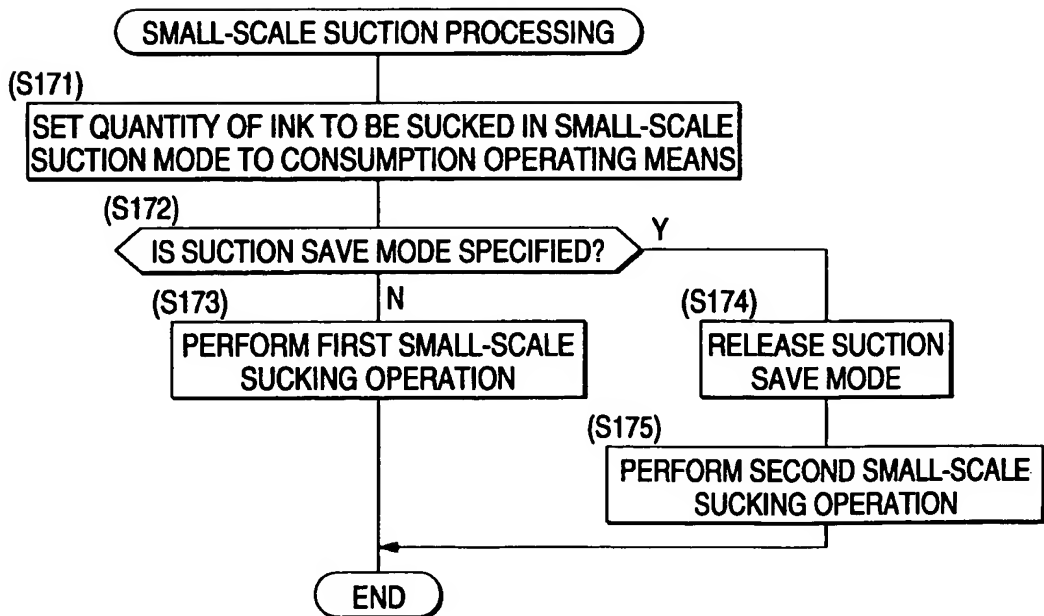 SMALL-SCALE SUCTION PROCESSING
(S171)
SET QUANTITY OF INK TO BE SUCKED IN SMALL-SCALE
SUCTION MODE TO CONSUMPTION OPERATING MEANS
(S172)
IS SUCTION SAVE MODE SPECIFIED?
Y
N
(S173)
PERFORM FIRST SMALL-SCALE
SUCKING OPERATION
(S174)
RELEASE SUCTION
SAVE MODE
(S175)
PERFORM SECOND SMALL-SCALE
SUCKING OPERATION
END